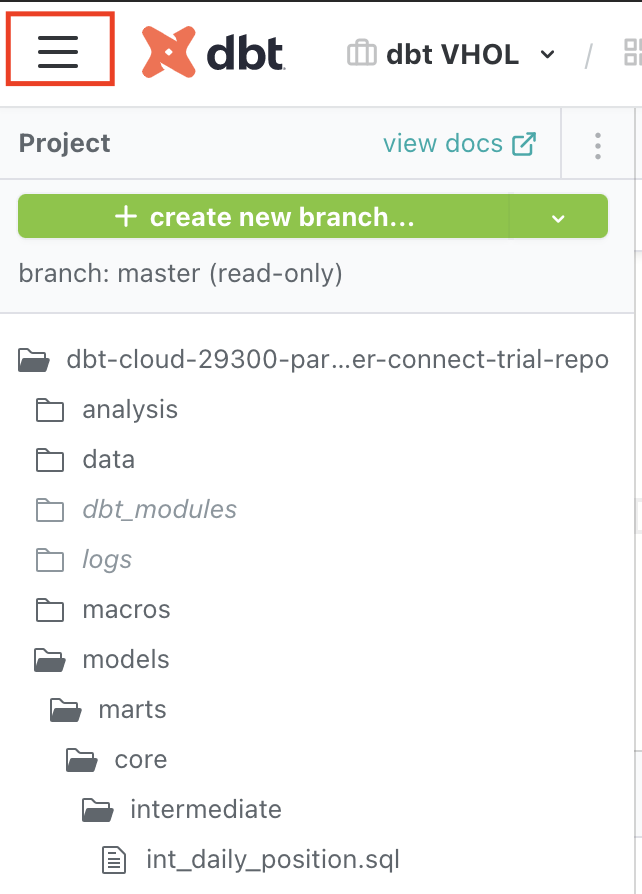 dbt dbt VHOL /
Project view docs
+ create new branch...
branch: master (read-only)
dbt-cloud-29300-par...er-connect-trial-repo
analysis
data
dbt_modules
logs
macros
models
marts
core
intermediate
int_daily_position.sql